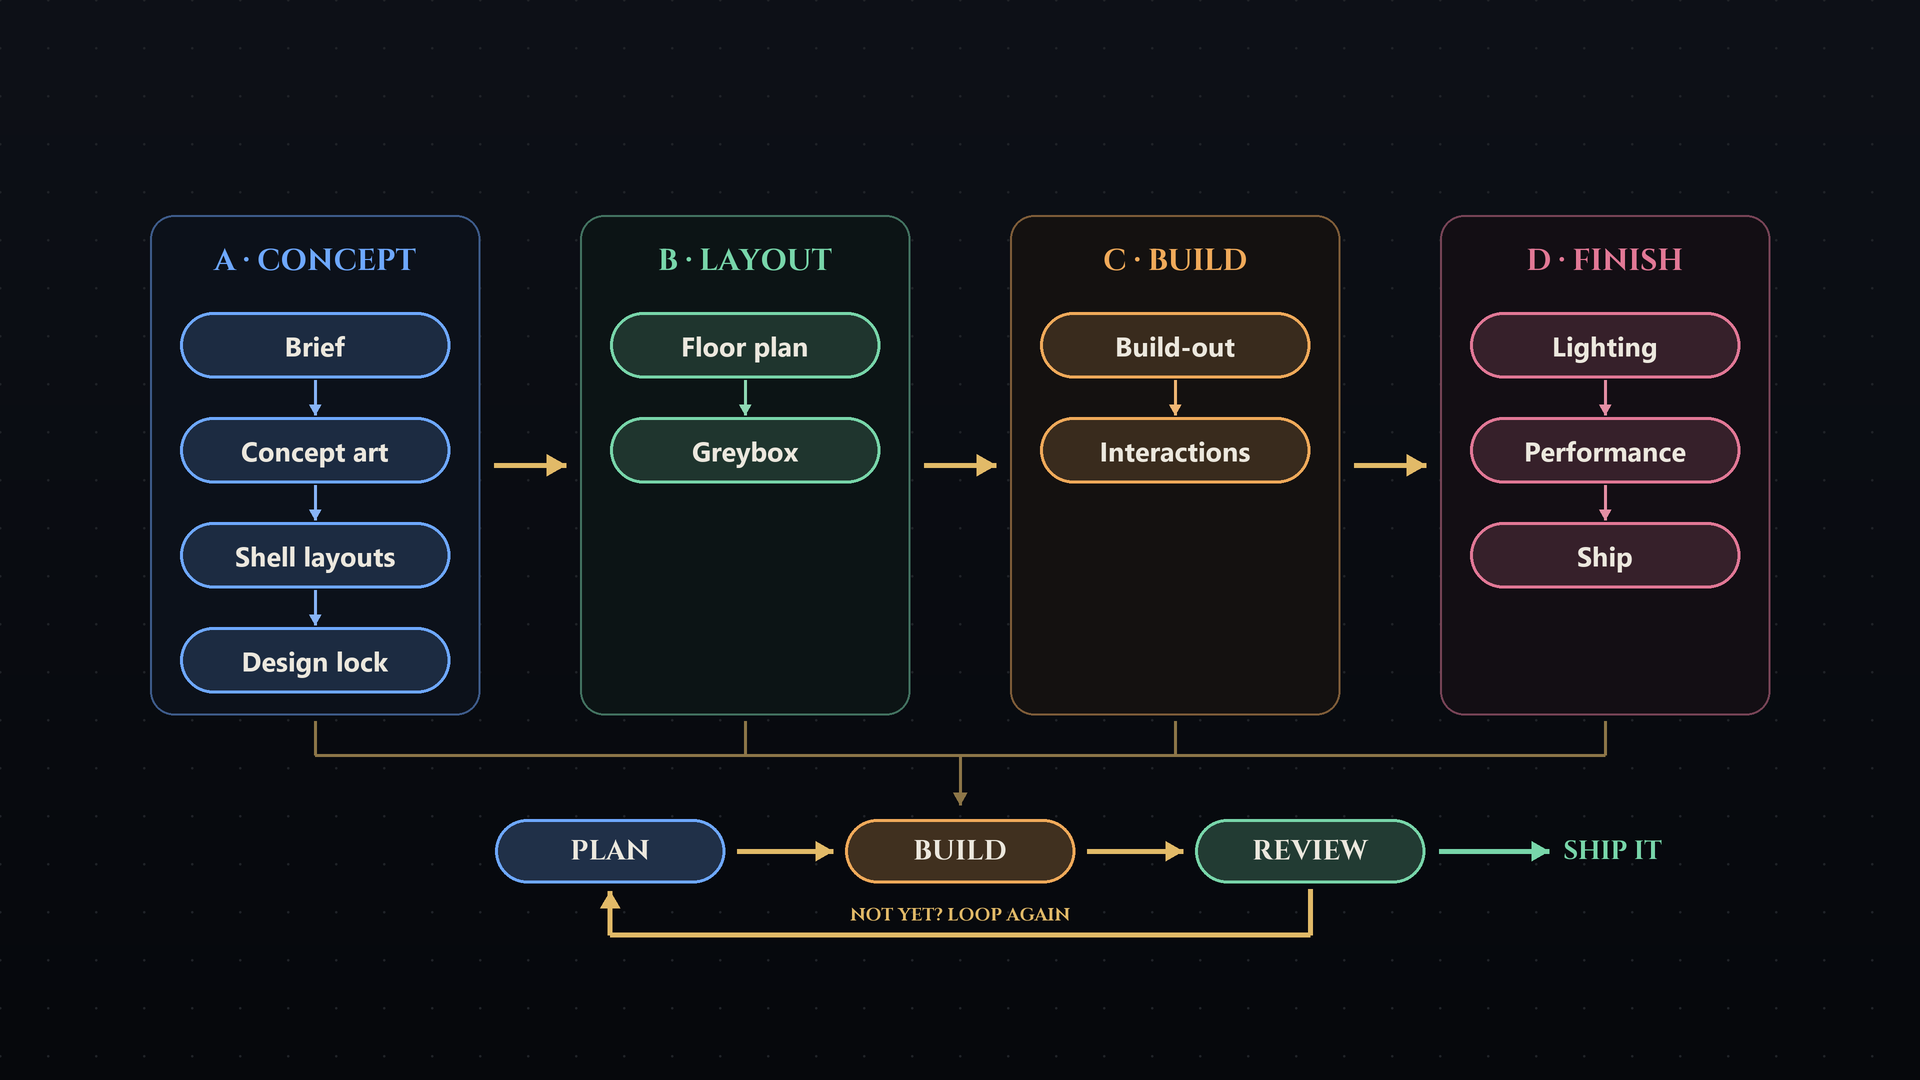 A · CONCEPT
Brief
Concept art
Shell layouts
Design lock
B · LAYOUT
Floor plan
Greybox
C · BUILD
Build-out
Interactions
D · FINISH
Lighting
Performance
Ship
PLAN
BUILD
REVIEW
SHIP IT
NOT YET? LOOP AGAIN